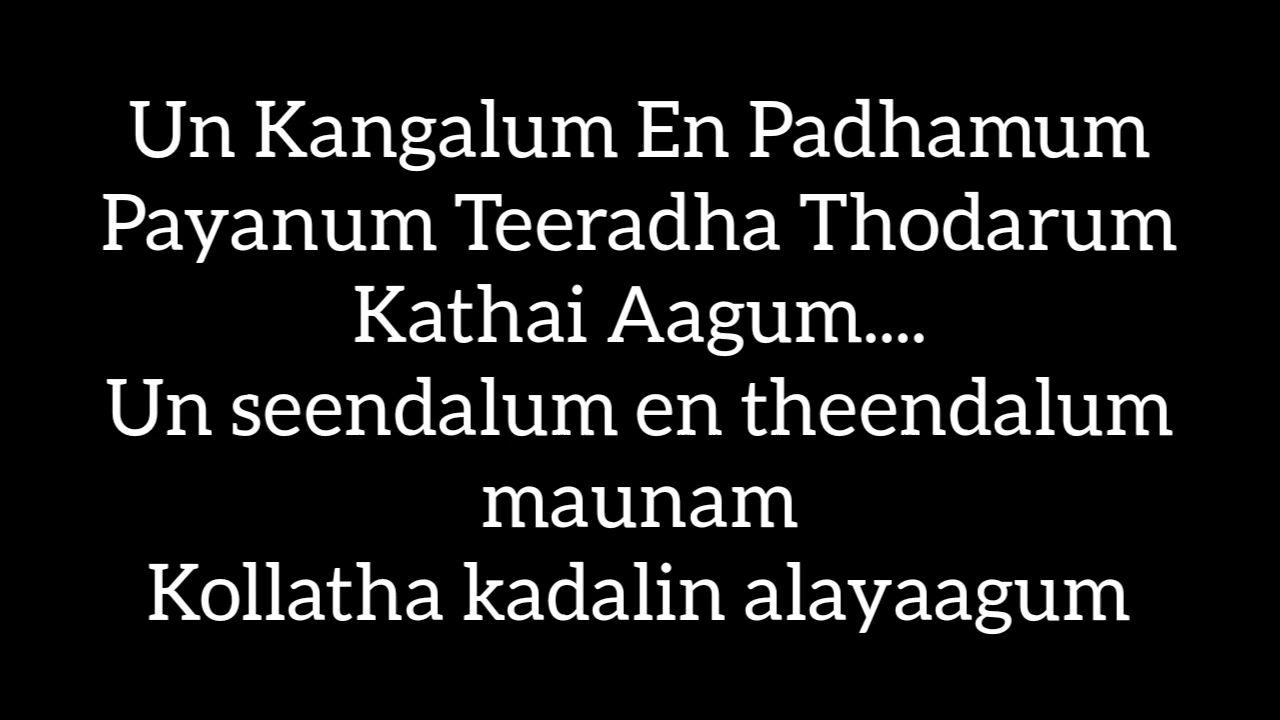 Un Kangalum En Padhamum
Payanum Teeradha Thodarum
Kathai Aagum....
Un seendalum en theendalum
maunam
Kollatha kadalin alayaagum